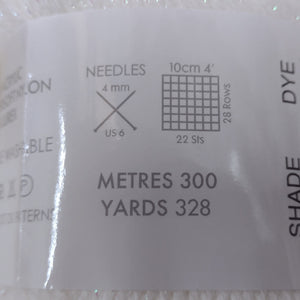 NEEDLES
4 mm
US 6
10cm 4'
28 Rows
22 Sts
METRES 300
YARDS 328
SHADE DYE